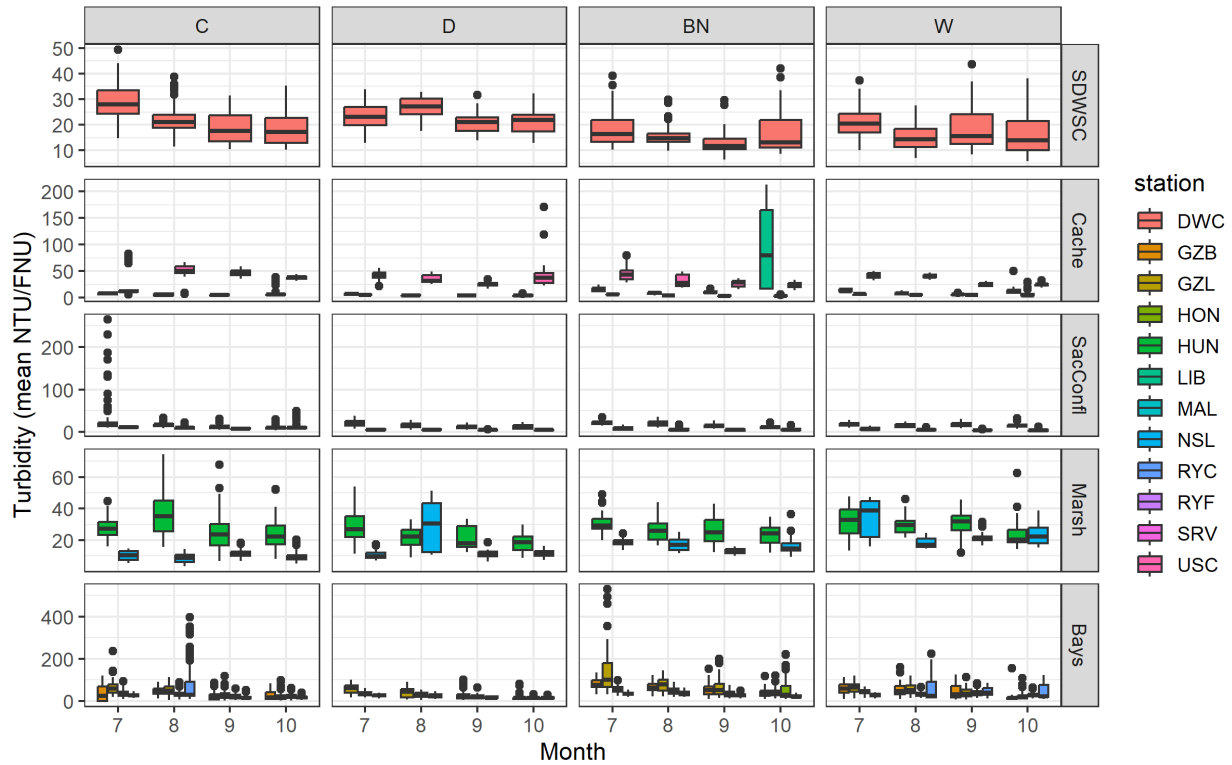 C D BN W
50
40
30
20
10
SDWSC
200
150
100
50
0
Cache
200
100
0
SacConfl
60
40
20
Marsh
400
200
0
Bays
7 8 9 10 7 8 9 10 7 8 9 10 7 8 9 10
Month
Turbidity (mean NTU/FNU)
station
DWC
GZB
GZL
HON
HUN
LIB
MAL
NSL
RYC
RYF
SRV
USC